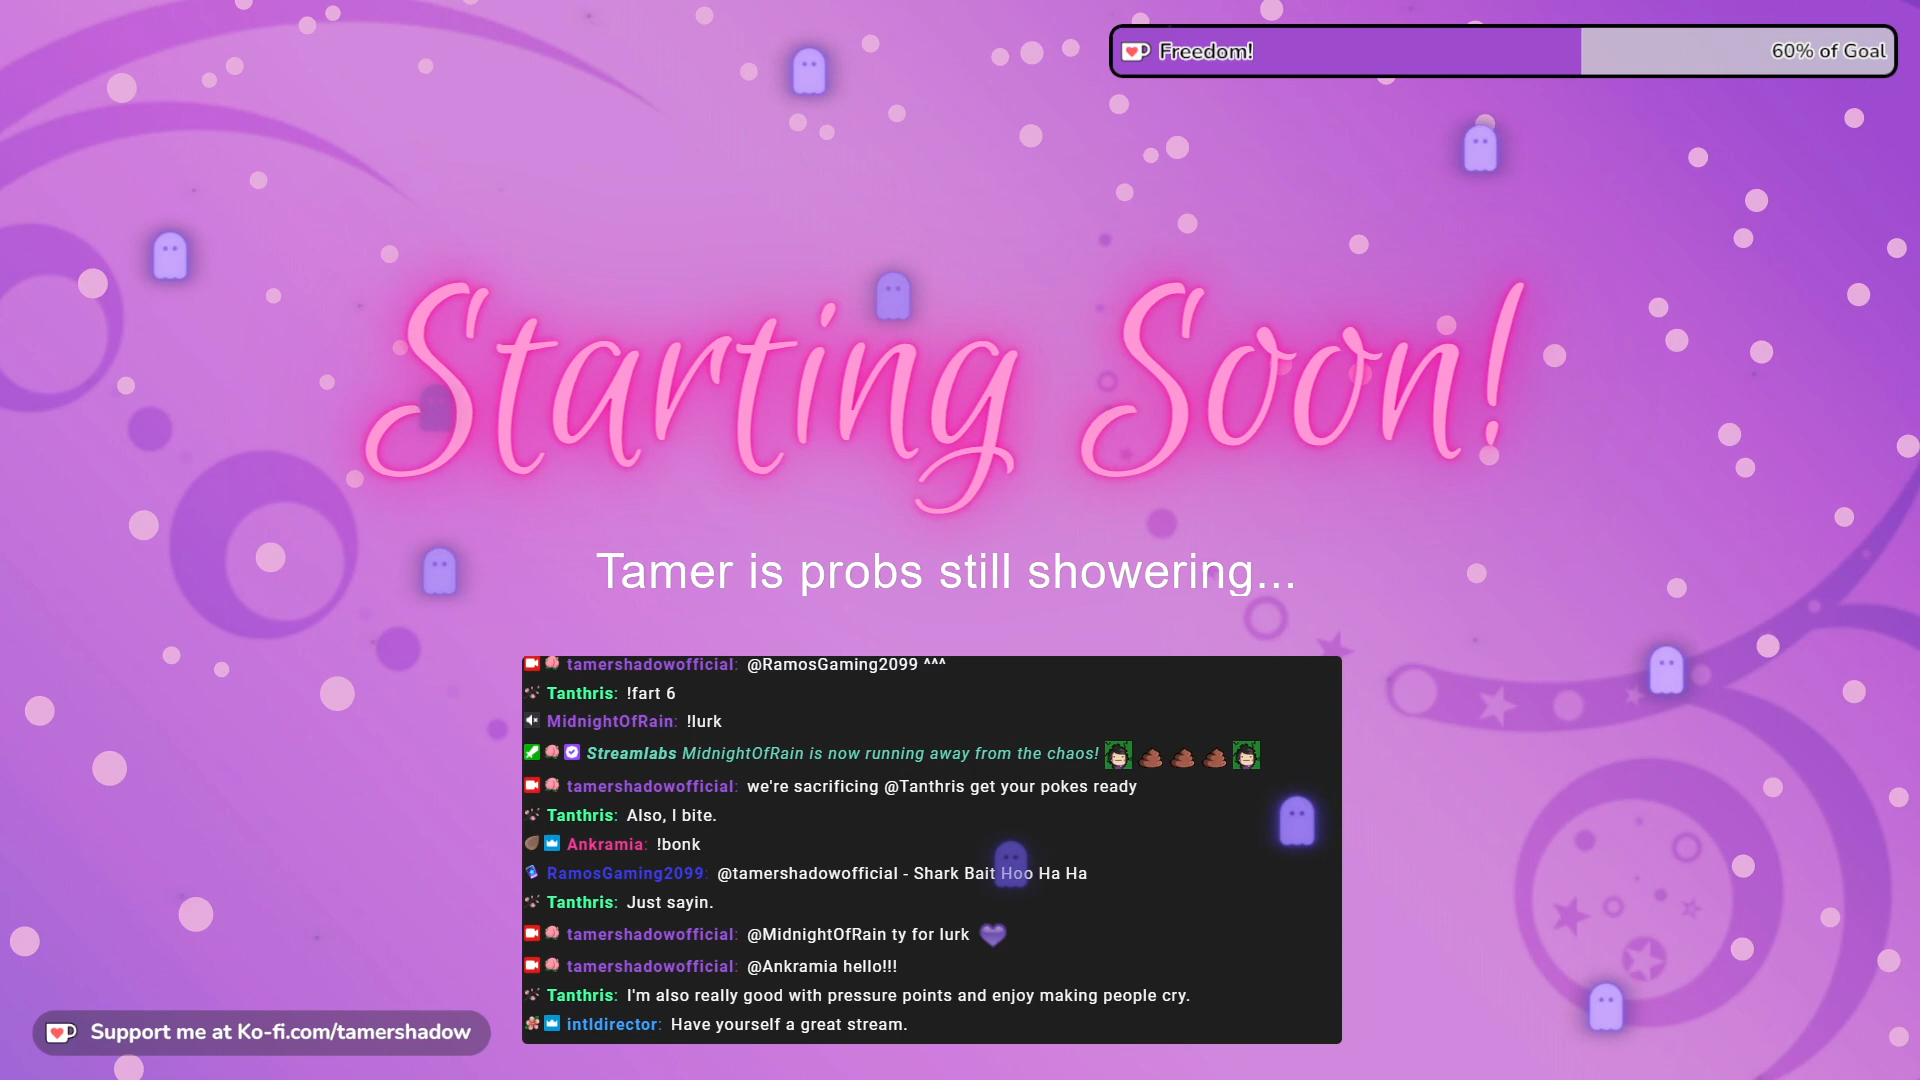 Freedom!
60% of Goal
Starting Soon!
Tamer is probs still showering...
tamershadowofficial: @RamosGaming2099 ^^^
Tanthris: !fart 6
MidnightOfRain: !lurk
Streamlabs MidnightOfRain is now running away from the chaos!
tamershadowofficial: we're sacrificing @Tanthris get your pokes ready
Tanthris: Also, I bite.
Ankramia: !bonk
RamosGaming2099: @tamershadowofficial - Shark Bait Hoo Ha Ha
Tanthris: Just sayin.
tamershadowofficial: @MidnightOfRain ty for lurk
tamershadowofficial: @Ankramia hello!!!
Tanthris: I'm also really good with pressure points and enjoy making people cry.
intldirector: Have yourself a great stream.
Support me at Ko-fi.com/tamershadow